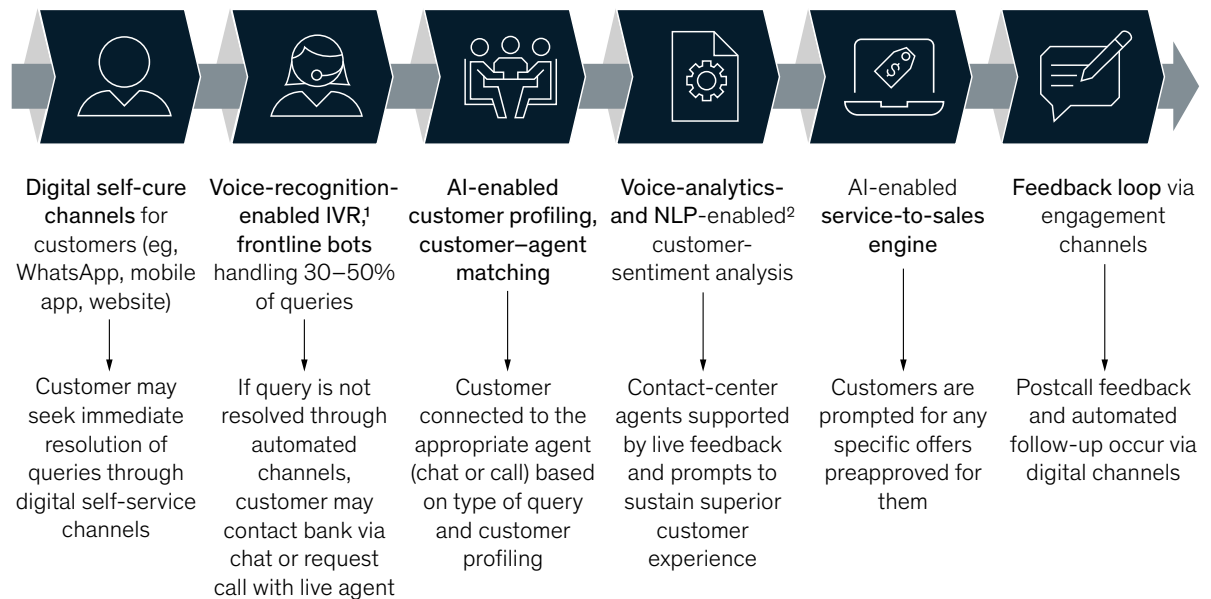 $
Digital self-cure
channels for
customers (eg,
WhatsApp, mobile
app, website)
Customer may
seek immediate
resolution of
queries through
digital self-service
channels
Voice-recognition-
enabled IVR,¹
frontline bots
handling 30–50%
of queries
If query is not
resolved through
automated
channels,
customer may
contact bank via
chat or request
call with live agent
AI-enabled
customer profiling,
customer–agent
matching
Customer
connected to the
appropriate agent
(chat or call) based
on type of query
and customer
profiling
Voice-analytics-
and NLP-enabled²
customer-
sentiment analysis
Contact-center
agents supported
by live feedback
and prompts to
sustain superior
customer
experience
AI-enabled
service-to-sales
engine
Customers are
prompted for any
specific offers
preapproved for
them
Feedback loop via
engagement
channels
Postcall feedback
and automated
follow-up occur via
digital channels